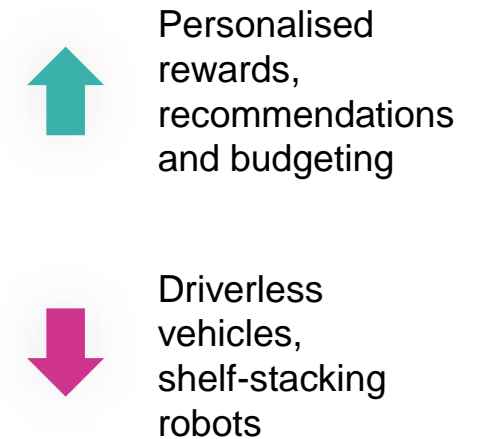 Personalised
rewards,
recommendations
and budgeting
Driverless
vehicles,
shelf-stacking
robots